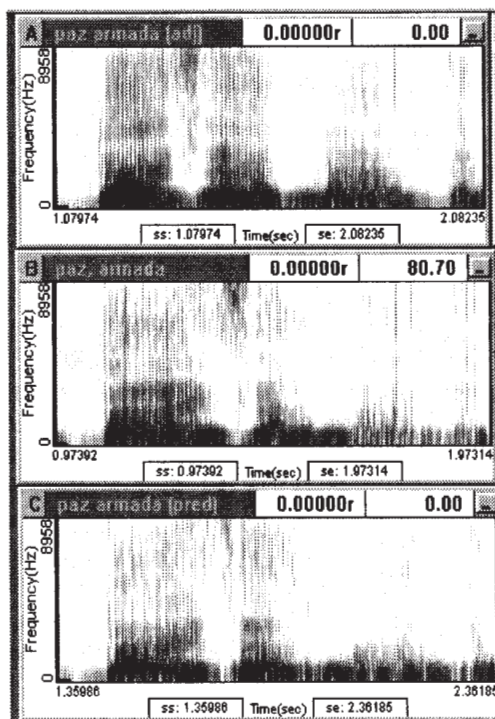 A paz armada (adj) 0.00000r 0.00
Frequency(Hz)
8958
0
1.07974 2.08235
ss: 1.07974 Time(sec) se: 2.08235
B paz, armada 0.00000r 80.70
Frequency(Hz)
8958
0
0.97392 1.97314
ss: 0.97392 Time(sec) se: 1.97314
C paz armada (pred) 0.00000r 0.00
Frequency(Hz)
8958
0
1.35986 2.36185
ss: 1.35986 Time(sec) se: 2.36185